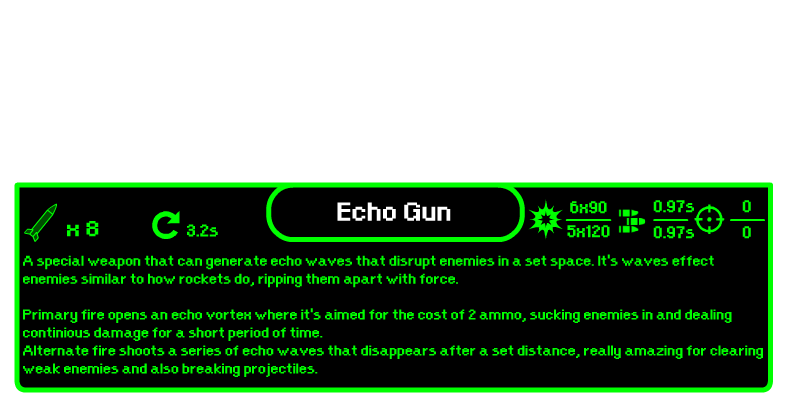 Echo Gun
x 8
3.2s
6x90
5x120
0.97s
0.97s
0
0
A special weapon that can generate echo waves that disrupt enemies in a set space. It's waves effect
enemies similar to how rockets do, ripping them apart with force.
Primary fire opens an echo vortex where it's aimed for the cost of 2 ammo, sucking enemies in and dealing
continious damage for a short period of time.
Alternate fire shoots a series of echo waves that disappears after a set distance, really amazing for clearing
weak enemies and also breaking projectiles.